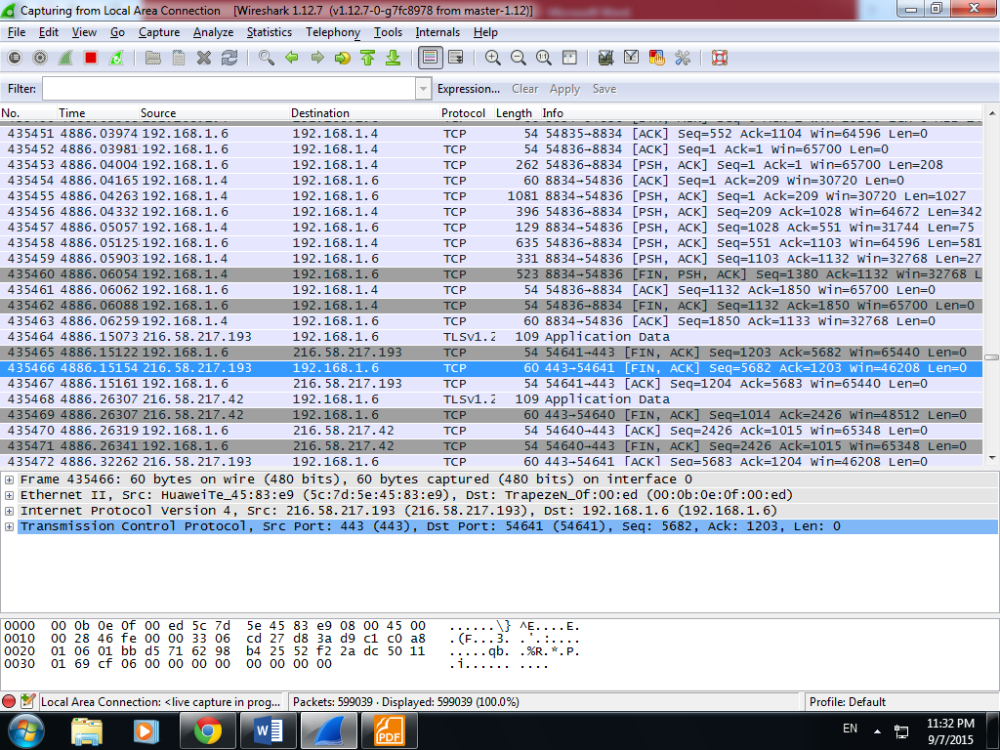 Capturing from Local Area Connection [Wireshark 1.12.7 (v1.12.7-0-g7fc8978 from master-1.12)]
File Edit View Go Capture Analyze Statistics Telephony Tools Internals Help
Filter: Expression... Clear Apply Save
No. Time Source Destination Protocol Length Info
435451 4886.03974 192.168.1.6 192.168.1.4 TCP 54 54835→8834 [ACK] Seq=552 Ack=1104 Win=64596 Len=0
435452 4886.03981 192.168.1.6 192.168.1.4 TCP 54 54836→8834 [ACK] Seq=1 Ack=1 Win=65700 Len=0
435453 4886.04004 192.168.1.6 192.168.1.4 TCP 262 54836→8834 [PSH, ACK] Seq=1 Ack=1 Win=65700 Len=208
435454 4886.04165 192.168.1.4 192.168.1.6 TCP 60 8834→54836 [ACK] Seq=1 Ack=209 Win=30720 Len=0
435455 4886.04263 192.168.1.4 192.168.1.6 TCP 1081 8834→54836 [PSH, ACK] Seq=1 Ack=209 Win=30720 Len=1027
435456 4886.04332 192.168.1.6 192.168.1.4 TCP 396 54836→8834 [PSH, ACK] Seq=209 Ack=1028 Win=64672 Len=342
435457 4886.05057 192.168.1.4 192.168.1.6 TCP 129 8834→54836 [PSH, ACK] Seq=1028 Ack=551 Win=31744 Len=75
435458 4886.05125 192.168.1.6 192.168.1.4 TCP 635 54836→8834 [PSH, ACK] Seq=551 Ack=1103 Win=64596 Len=581
435459 4886.05903 192.168.1.4 192.168.1.6 TCP 331 8834→54836 [PSH, ACK] Seq=1103 Ack=1132 Win=32768 Len=27
435460 4886.06054 192.168.1.4 192.168.1.6 TCP 523 8834→54836 [FIN, PSH, ACK] Seq=1380 Ack=1132 Win=32768 L
435461 4886.06062 192.168.1.6 192.168.1.4 TCP 54 54836→8834 [ACK] Seq=1132 Ack=1850 Win=65700 Len=0
435462 4886.06088 192.168.1.6 192.168.1.4 TCP 54 54836→8834 [FIN, ACK] Seq=1132 Ack=1850 Win=65700 Len=0
435463 4886.06259 192.168.1.4 192.168.1.6 TCP 60 8834→54836 [ACK] Seq=1850 Ack=1133 Win=32768 Len=0
435464 4886.15073 216.58.217.193 192.168.1.6 TLSv1.2 109 Application Data
435465 4886.15122 192.168.1.6 216.58.217.193 TCP 54 54641→443 [FIN, ACK] Seq=1203 Ack=5682 Win=65440 Len=0
435466 4886.15154 216.58.217.193 192.168.1.6 TCP 60 443→54641 [FIN, ACK] Seq=5682 Ack=1203 Win=46208 Len=0
435467 4886.15161 192.168.1.6 216.58.217.193 TCP 54 54641→443 [ACK] Seq=1204 Ack=5683 Win=65440 Len=0
435468 4886.26307 216.58.217.42 192.168.1.6 TLSv1.2 109 Application Data
435469 4886.26307 216.58.217.42 192.168.1.6 TCP 60 443→54640 [FIN, ACK] Seq=1014 Ack=2426 Win=48512 Len=0
435470 4886.26319 192.168.1.6 216.58.217.42 TCP 54 54640→443 [ACK] Seq=2426 Ack=1015 Win=65348 Len=0
435471 4886.26341 192.168.1.6 216.58.217.42 TCP 54 54640→443 [FIN, ACK] Seq=2426 Ack=1015 Win=65348 Len=0
435472 4886.32262 216.58.217.193 192.168.1.6 TCP 60 443→54641 [ACK] Seq=5683 Ack=1204 Win=46208 Len=0
Frame 435466: 60 bytes on wire (480 bits), 60 bytes captured (480 bits) on interface 0
Ethernet II, Src: HuaweiTe_45:83:e9 (5c:7d:5e:45:83:e9), Dst: TrapezeN_0f:00:ed (00:0b:0e:0f:00:ed)
Internet Protocol Version 4, Src: 216.58.217.193 (216.58.217.193), Dst: 192.168.1.6 (192.168.1.6)
Transmission Control Protocol, Src Port: 443 (443), Dst Port: 54641 (54641), Seq: 5682, Ack: 1203, Len: 0
0000 00 0b 0e 0f 00 ed 5c 7d 5e 45 83 e9 08 00 45 00 ......\} ^E....E.
0010 00 28 46 fe 00 00 33 06 cd 27 d8 3a d9 c1 c0 a8 .(F...3. .'.:....
0020 01 06 01 bb d5 71 62 98 b4 25 52 f2 2a dc 50 11 .....qb. .%R.*.P.
0030 01 69 cf 06 00 00 00 00 00 00 00 00 .i...... ....
Local Area Connection: <live capture in prog... Packets: 599039 · Displayed: 599039 (100.0%) Profile: Default
W PDF EN 11:32 PM
9/7/2015